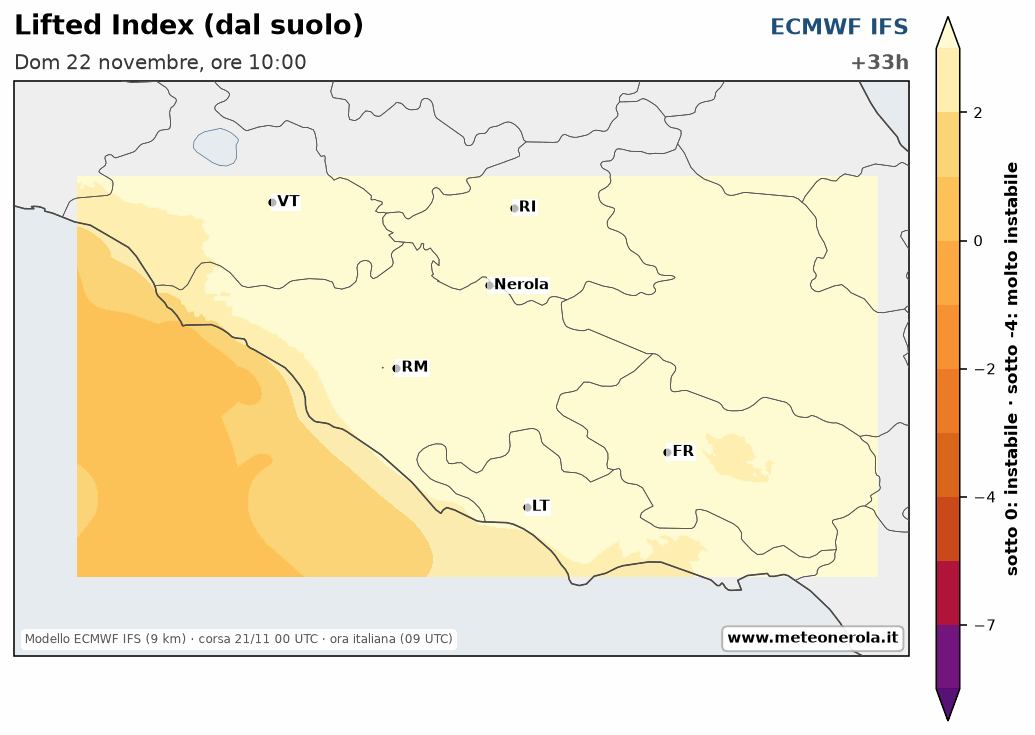 Lifted Index (dal suolo)
ECMWF IFS
Dom 22 novembre, ore 10:00
+33h
VT
RI
Nerola
RM
FR
LT
2
0
−2
−4
−7
sotto 0: instabile · sotto -4: molto instabile
Modello ECMWF IFS (9 km) · corsa 21/11 00 UTC · ora italiana (09 UTC)
www.meteonerola.it